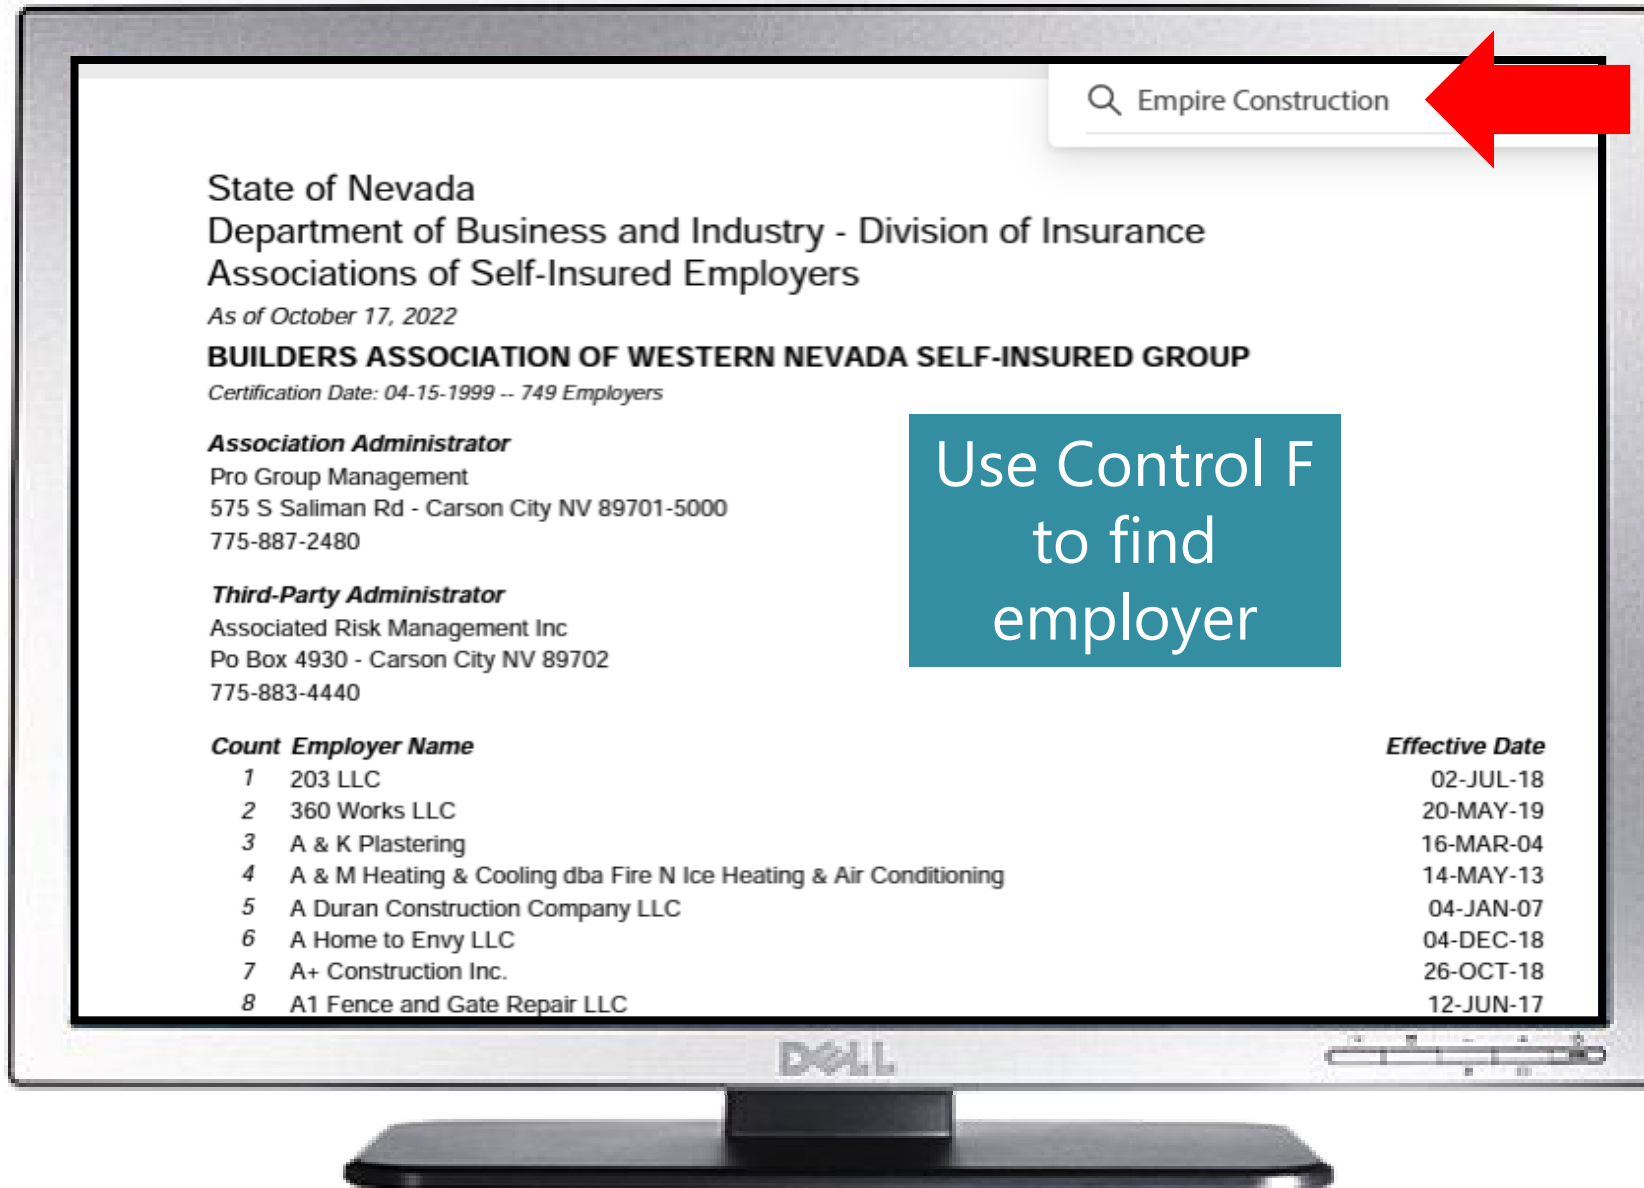 Empire Construction
State of Nevada
Department of Business and Industry - Division of Insurance
Associations of Self-Insured Employers
As of October 17, 2022
BUILDERS ASSOCIATION OF WESTERN NEVADA SELF-INSURED GROUP
Certification Date: 04-15-1999 -- 749 Employers
Association Administrator
Pro Group Management
575 S Saliman Rd - Carson City NV 89701-5000
775-887-2480
Use Control F
to find
employer
Third-Party Administrator
Associated Risk Management Inc
Po Box 4930 - Carson City NV 89702
775-883-4440
Count Employer Name Effective Date
1 203 LLC 02-JUL-18
2 360 Works LLC 20-MAY-19
3 A & K Plastering 16-MAR-04
4 A & M Heating & Cooling dba Fire N Ice Heating & Air Conditioning 14-MAY-13
5 A Duran Construction Company LLC 04-JAN-07
6 A Home to Envy LLC 04-DEC-18
7 A+ Construction Inc. 26-OCT-18
8 A1 Fence and Gate Repair LLC 12-JUN-17
DELL